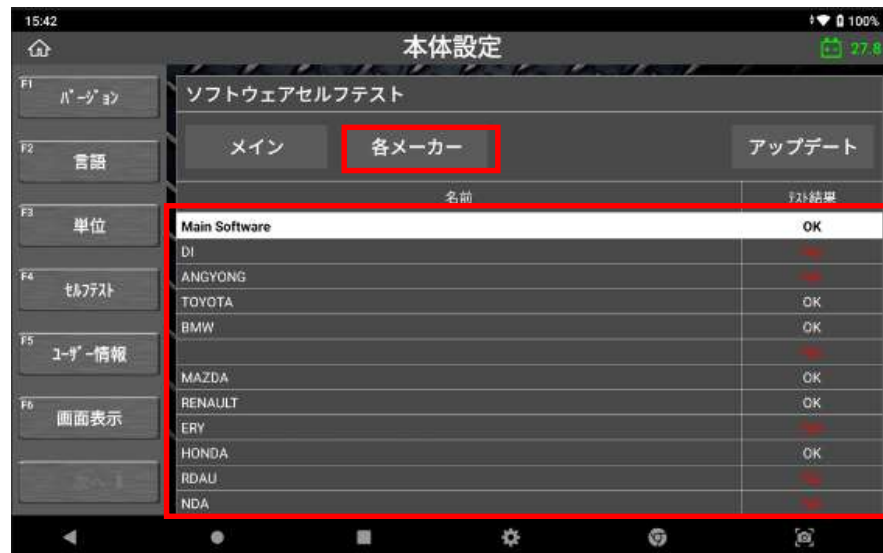 15:42
100%
本体設定
27.8
F1
ﾊﾞｰｼﾞｮﾝ
ソフトウェアセルフテスト
メイン
各メーカー
アップデート
F2
言語
名前
ﾃｽﾄ結果
F3
単位
Main Software
OK
DI
ANGYONG
F4
ｾﾙﾌﾃｽﾄ
TOYOTA
OK
BMW
OK
F5
ﾕｰｻﾞｰ情報
MAZDA
OK
RENAULT
OK
F6
画面表示
ERY
HONDA
OK
RDAU
NDA